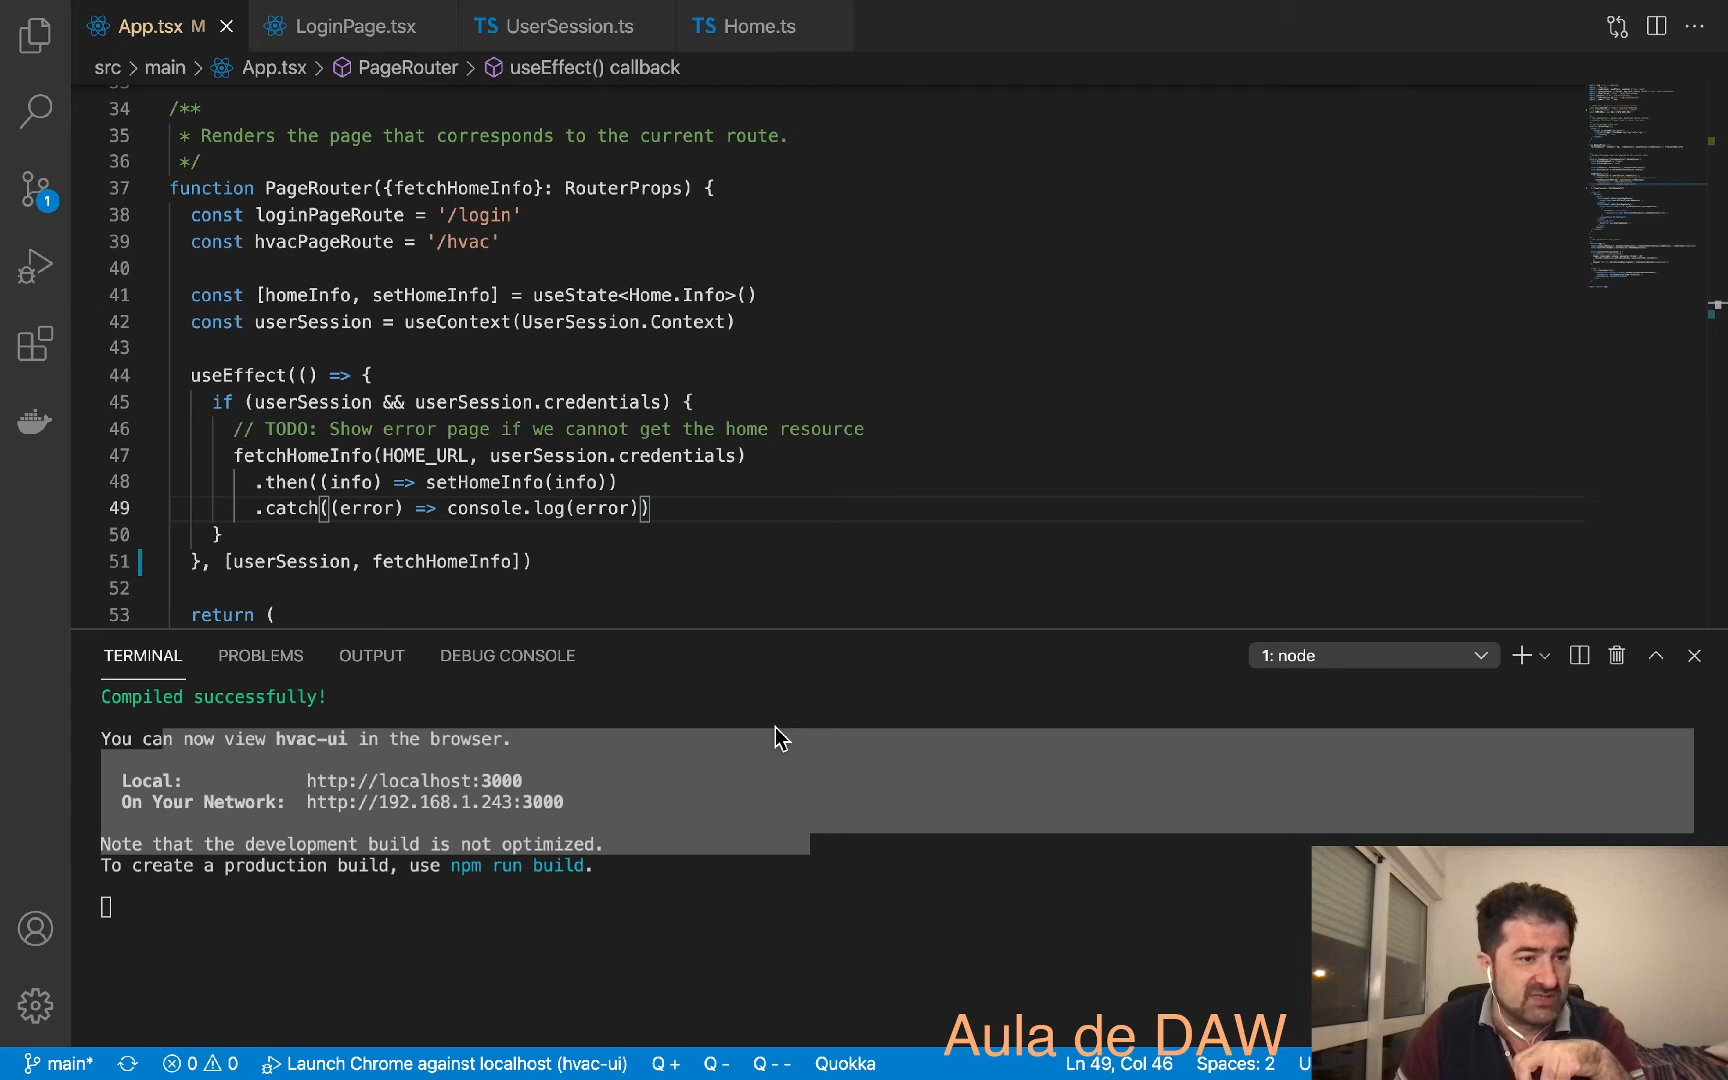 App.tsx M
LoginPage.tsx
TS UserSession.ts
TS Home.ts
src > main > App.tsx > PageRouter > useEffect() callback
34 /**
35 * Renders the page that corresponds to the current route.
36 */
37 function PageRouter({fetchHomeInfo}: RouterProps) {
38 const loginPageRoute = '/login'
39 const hvacPageRoute = '/hvac'
40
41 const [homeInfo, setHomeInfo] = useState<Home.Info>()
42 const userSession = useContext(UserSession.Context)
43
44 useEffect(() => {
45 if (userSession && userSession.credentials) {
46 // TODO: Show error page if we cannot get the home resource
47 fetchHomeInfo(HOME_URL, userSession.credentials)
48 .then((info) => setHomeInfo(info))
49 .catch((error) => console.log(error))
50 }
51 }, [userSession, fetchHomeInfo])
52
53 return (
1
TERMINAL PROBLEMS OUTPUT DEBUG CONSOLE
1: node
Compiled successfully!
You can now view hvac-ui in the browser.
Local: http://localhost:3000
On Your Network: http://192.168.1.243:3000
Note that the development build is not optimized.
To create a production build, use npm run build.
Aula de DAW
main* 0 0 Launch Chrome against localhost (hvac-ui) Q + Q - Q - - Quokka Ln 49, Col 46 Spaces: 2